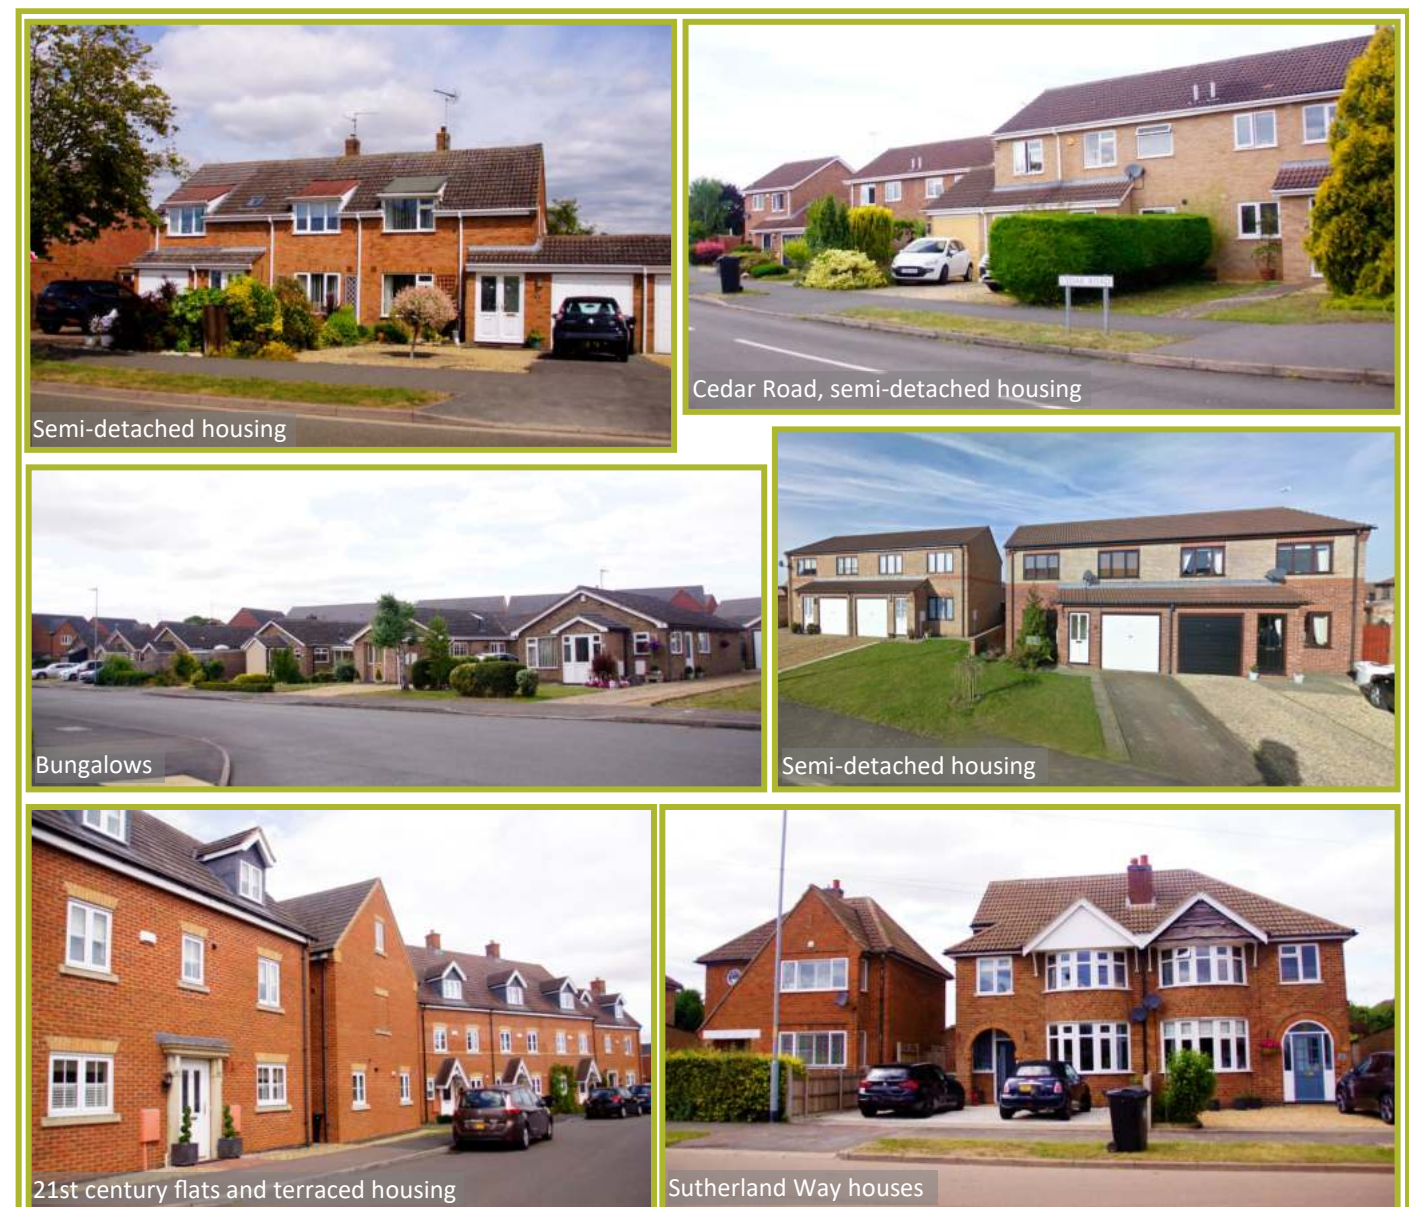 Semi-detached housing
Cedar Road, semi-detached housing
Bungalows
Semi-detached housing
21st century flats and terraced housing
Sutherland Way houses